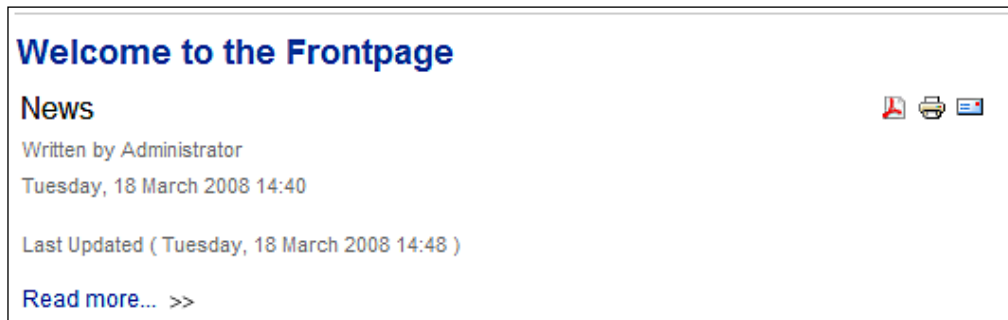 Welcome to the Frontpage
News
Written by Administrator
Tuesday, 18 March 2008 14:40
Last Updated ( Tuesday, 18 March 2008 14:48 )
Read more... >>